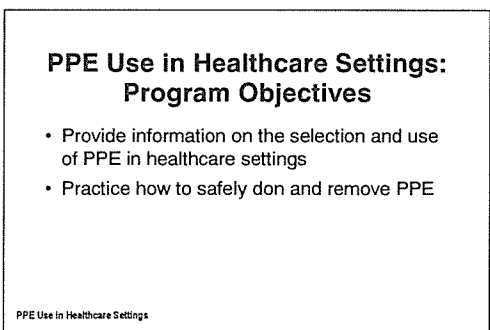 PPE Use in Healthcare Settings:
Program Objectives
• Provide information on the selection and use
of PPE in healthcare settings
• Practice how to safely don and remove PPE
PPE Use in Healthcare Settings